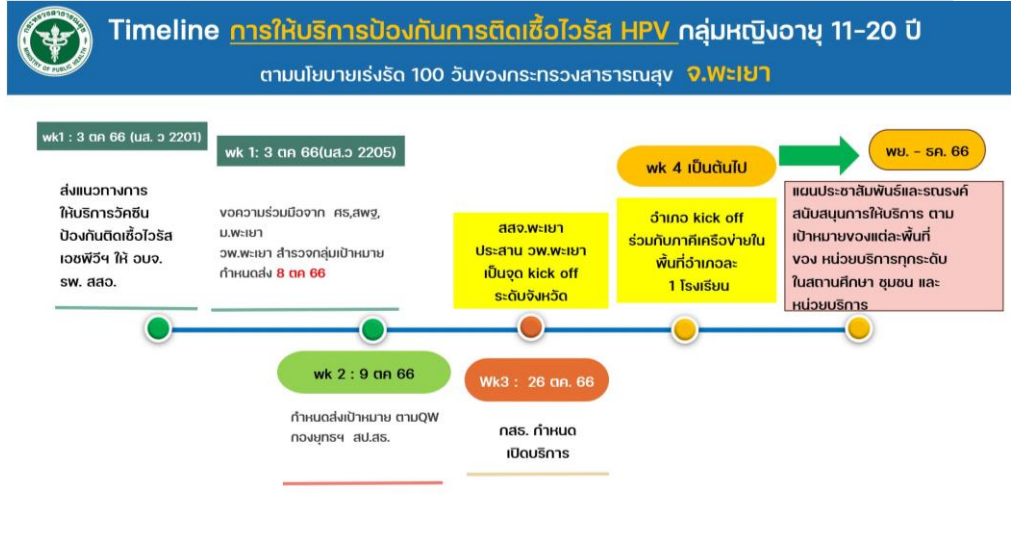 Timeline การให้บริการป้องกันการติดเชื้อไวรัส HPV กลุ่มหญิงอายุ 11-20 ปี
ตามนโยบายเร่งรัด 100 วันของกระทรวงสาธารณสุข จ.พะเยา
กระทรวงสาธารณสุข
MINISTRY OF PUBLIC HEALTH
wk1 : 3 ตค 66 (นส. ว 2201)
ส่งแนวทางการ
ให้บริการวัคซีน
ป้องกันติดเชื้อไวรัส
เอชพีวีฯ ให้ อบจ.
รพ. สสอ.
wk 1: 3 ตค 66(นส.ว 2205)
ขอความร่วมมือจาก ศธ,สพฐ,
ม.พะเยา
วพ.พะเยา สำรวจกลุ่มเป้าหมาย
กำหนดส่ง 8 ตค 66
wk 2 : 9 ตค 66
กำหนดส่งเป้าหมาย ตามQW
กองยุทธฯ สป.สธ.
สสจ.พะเยา
ประสาน วพ.พะเยา
เป็นจุด kick off
ระดับจังหวัด
Wk3 : 26 ตค. 66
กสธ. กำหนด
เปิดบริการ
wk 4 เป็นต้นไป
อำเภอ kick off
ร่วมกับภาคีเครือข่ายใน
พื้นที่อำเภอละ
1 โรงเรียน
พย. - ธค. 66
แผนประชาสัมพันธ์และรณรงค์
สนับสนุนการให้บริการ ตาม
เป้าหมายของแต่ละพื้นที่
ของ หน่วยบริการทุกระดับ
ในสถานศึกษา ชุมชน และ
หน่วยบริการ